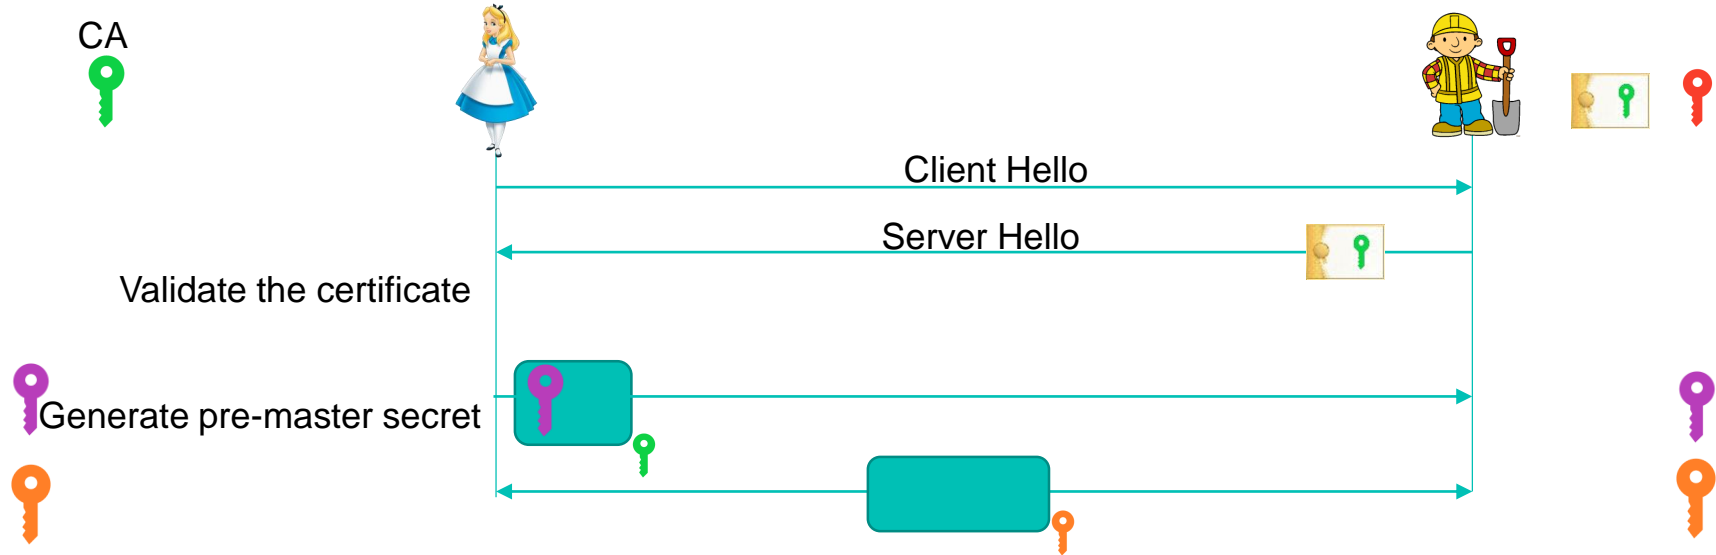 CA
Client Hello
Server Hello
Validate the certificate
Generate pre-master secret